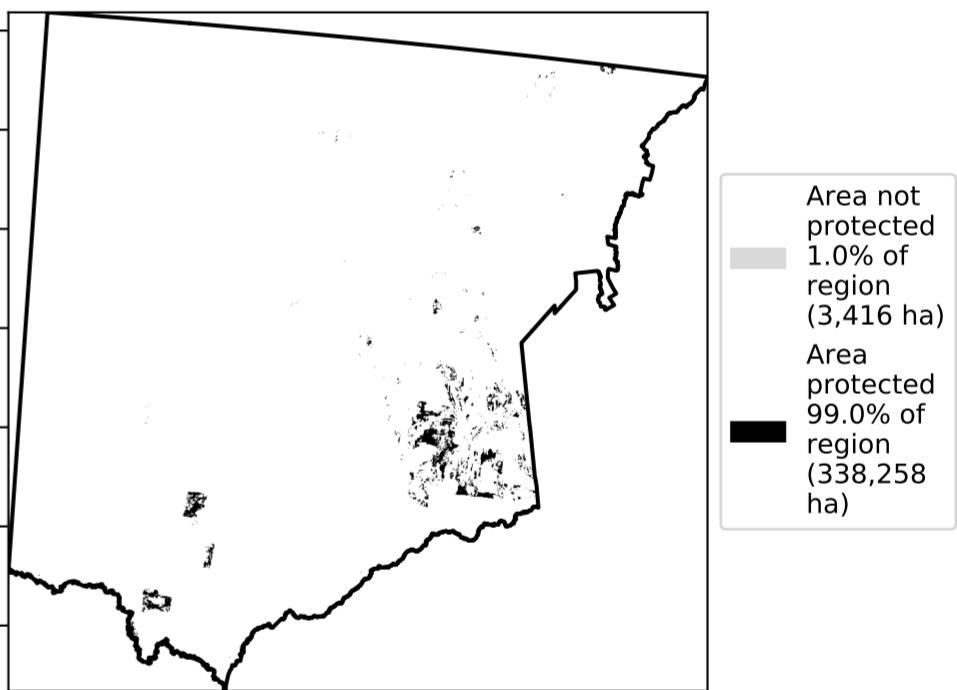 Area not
protected
1.0% of
region
(3,416 ha)
Area
protected
99.0% of
region
(338,258
ha)